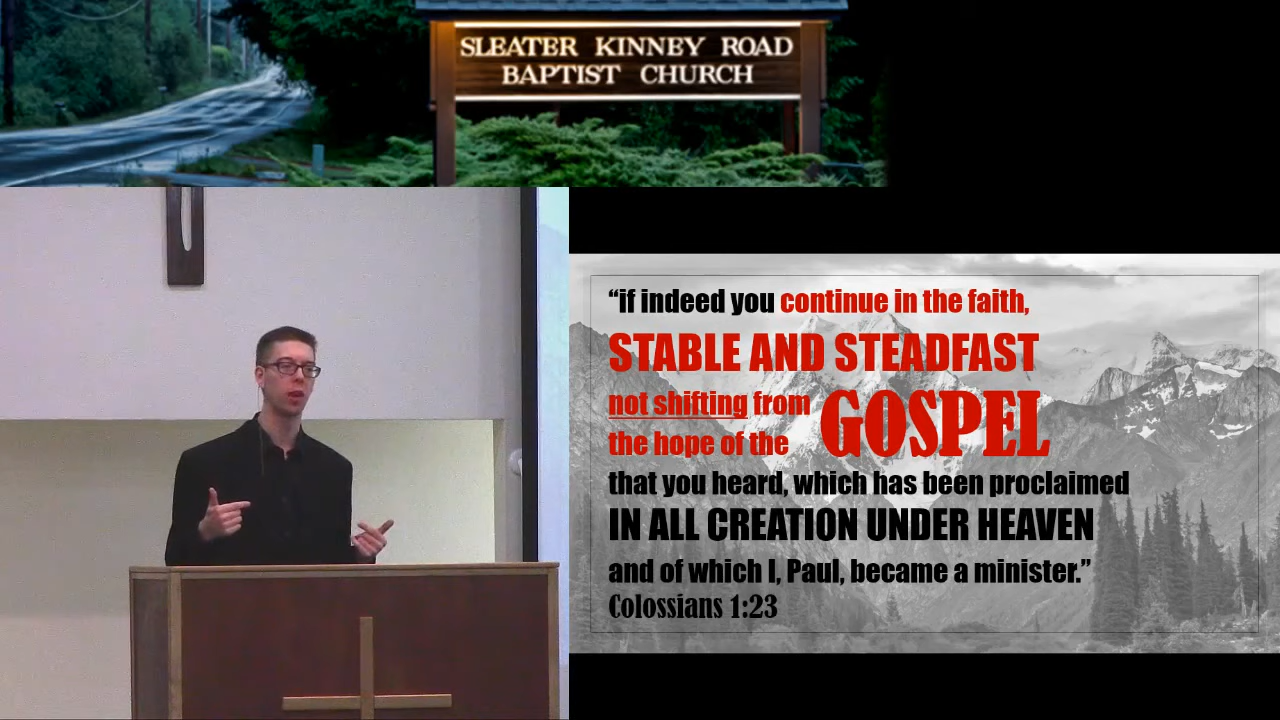 SLEATER KINNEY ROAD
BAPTIST CHURCH
“if indeed you continue in the faith,
STABLE AND STEADFAST
not shifting from
the hope of the GOSPEL
that you heard, which has been proclaimed
IN ALL CREATION UNDER HEAVEN
and of which I, Paul, became a minister.”
Colossians 1:23